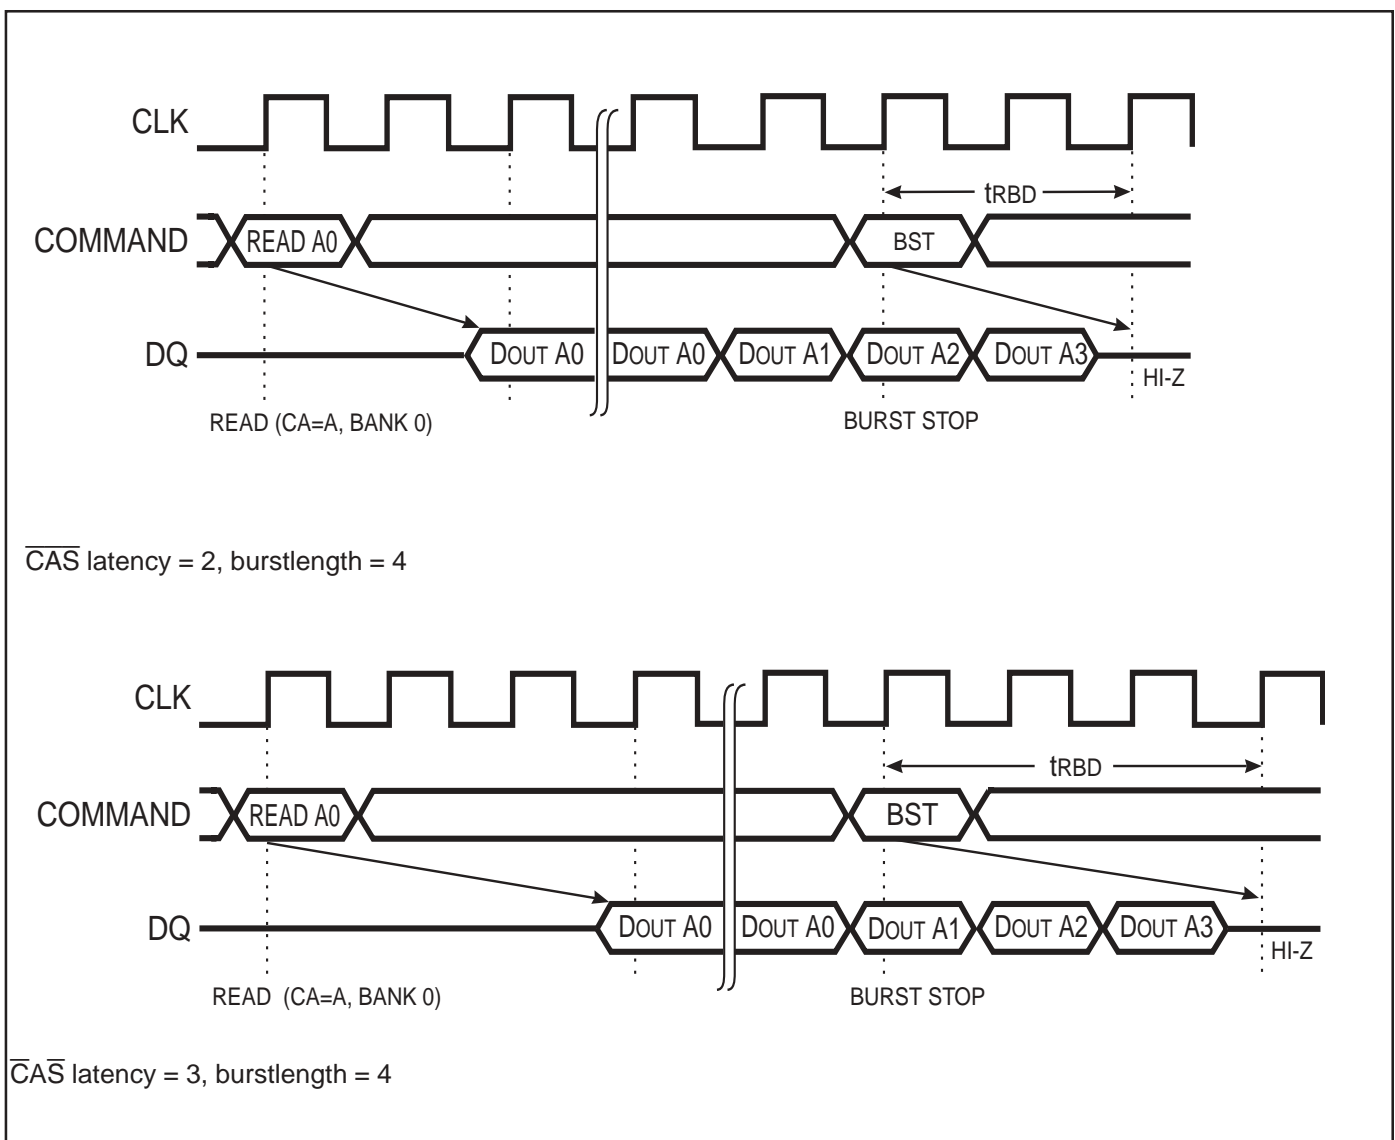 CLK
tRBD
COMMAND READ A0 BST
DQ DOUT A0 DOUT A0 DOUT A1 DOUT A2 DOUT A3
HI-Z
READ (CA=A, BANK 0) BURST STOP
CAS latency = 2, burstlength = 4
CLK
tRBD
COMMAND READ A0 BST
DQ DOUT A0 DOUT A0 DOUT A1 DOUT A2 DOUT A3
HI-Z
READ (CA=A, BANK 0) BURST STOP
CAS latency = 3, burstlength = 4